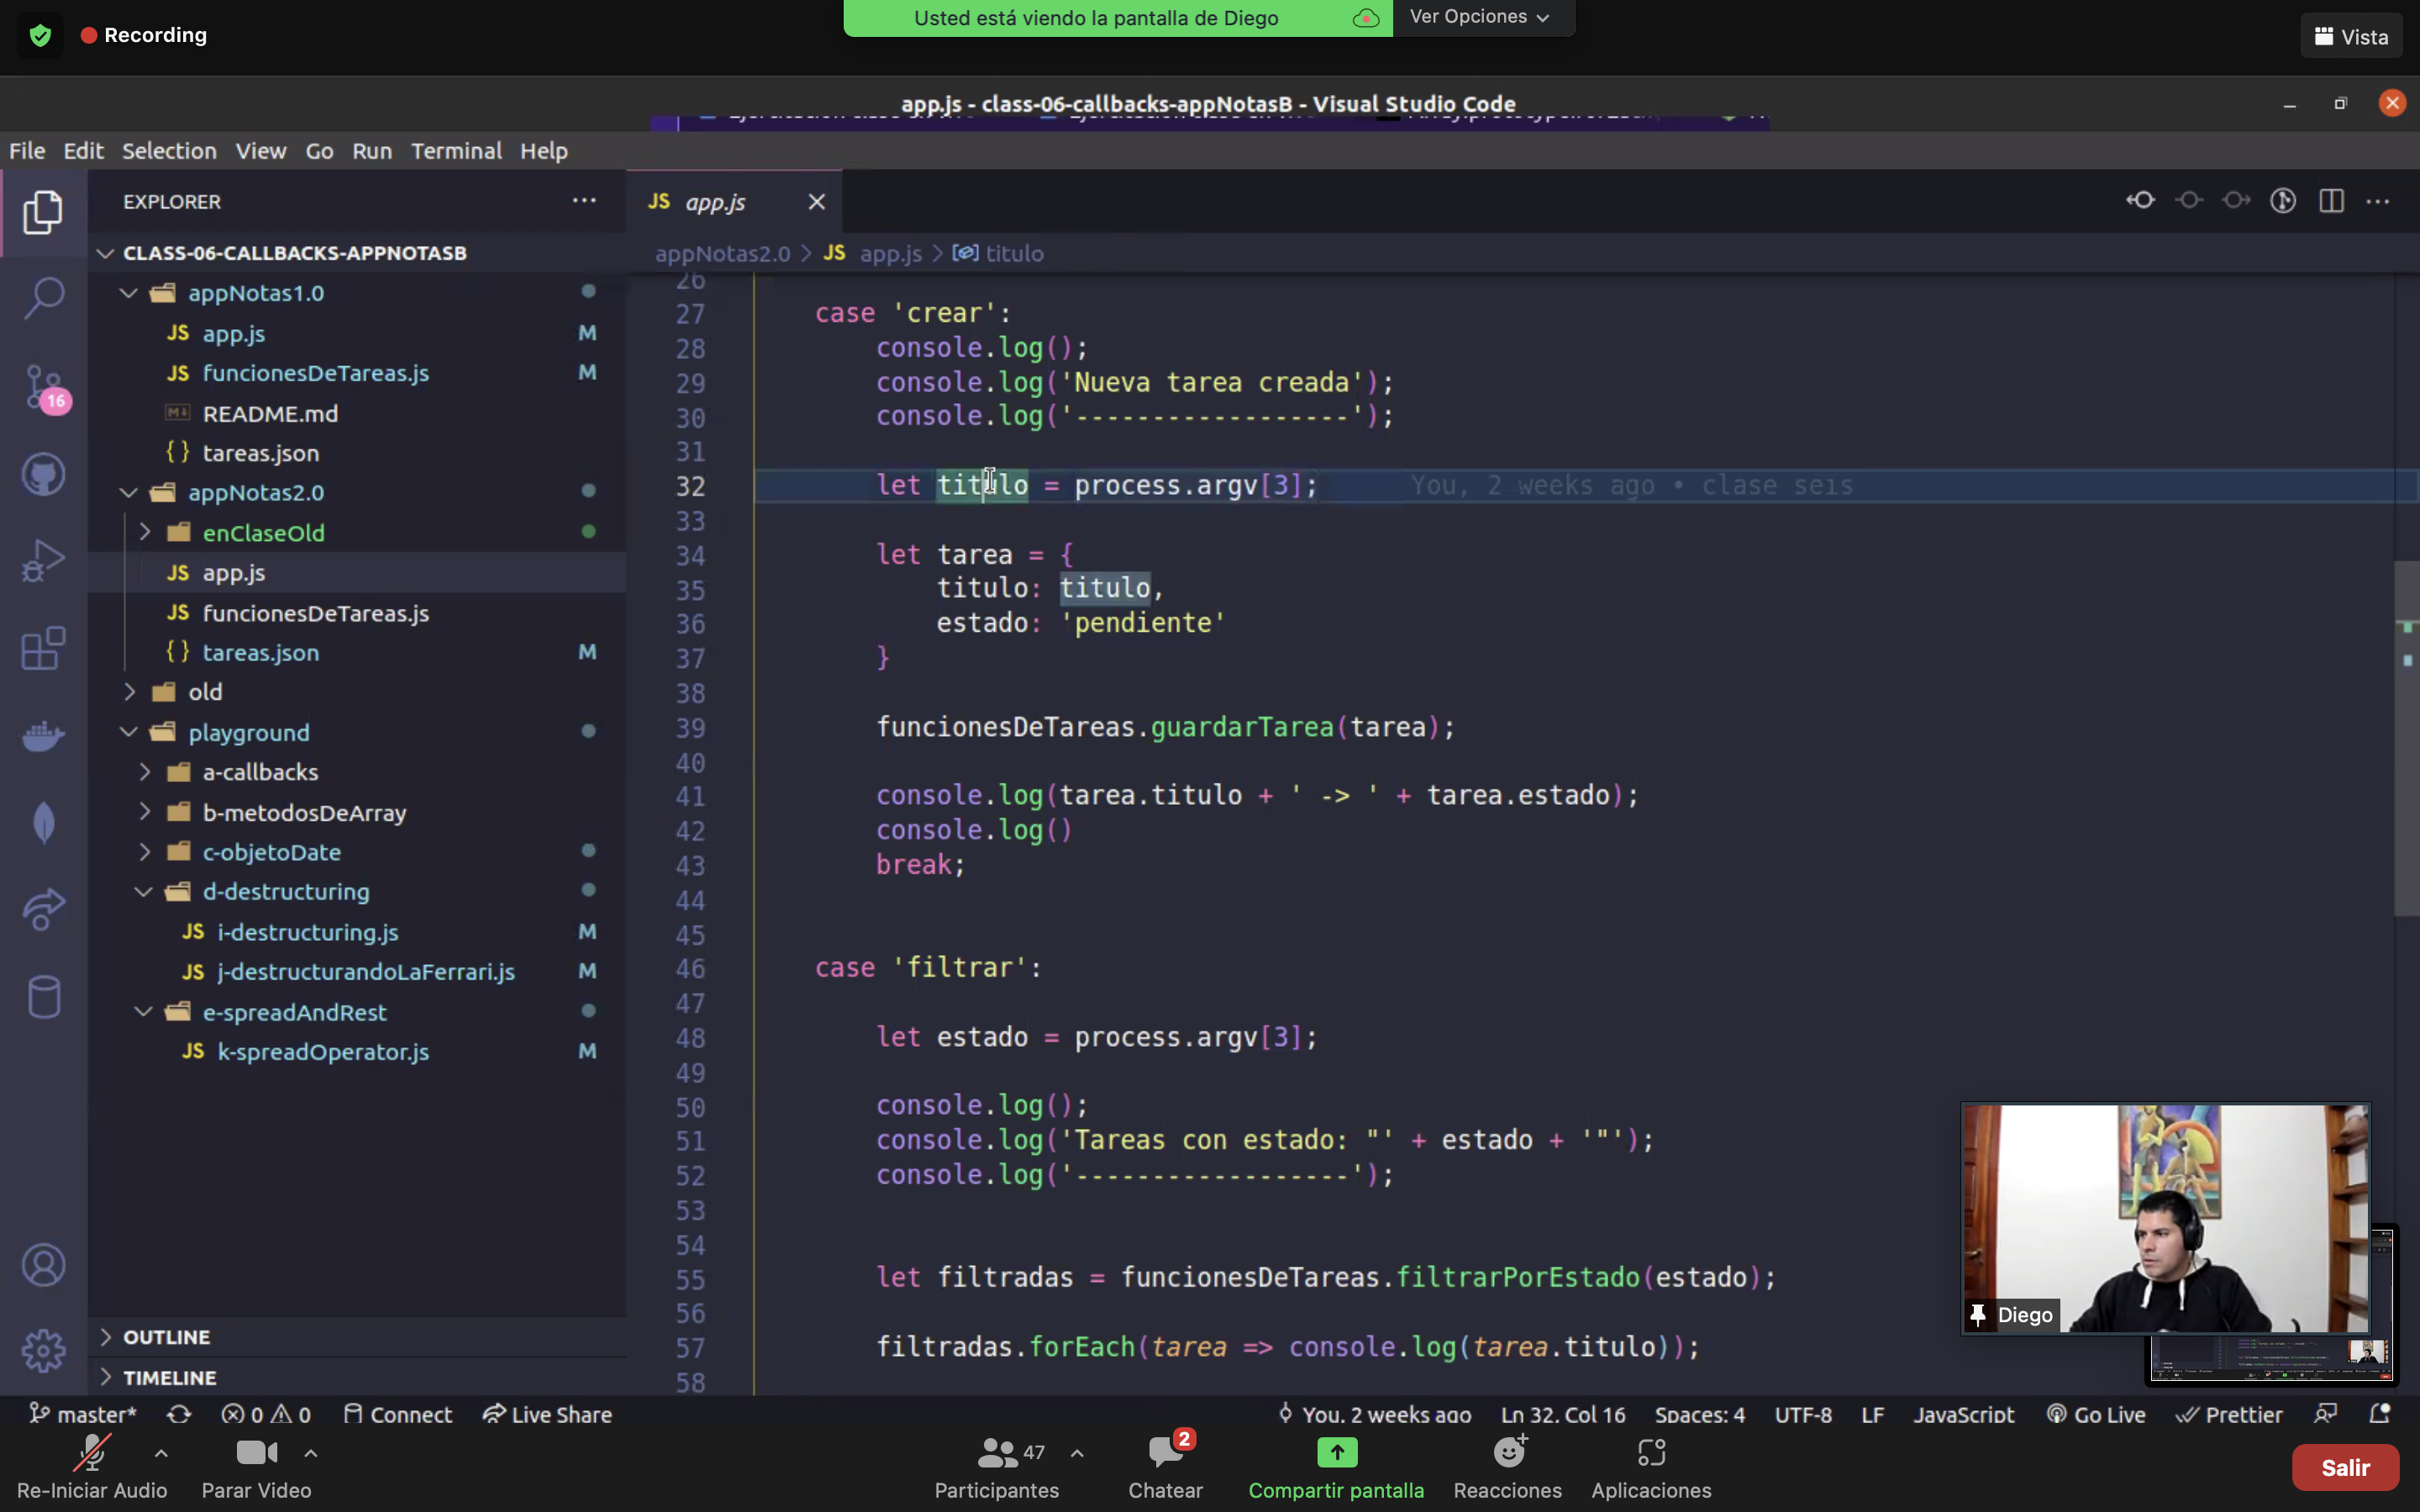 Recording
Usted está viendo la pantalla de Diego
Ver Opciones
Vista
app.js - class-06-callbacks-appNotasB - Visual Studio Code
File Edit Selection View Go Run Terminal Help
EXPLORER
JS app.js
CLASS-06-CALLBACKS-APPNOTASB
appNotas2.0 > JS app.js > titulo
appNotas1.0
JS app.js M
JS funcionesDeTareas.js M
README.md
{ } tareas.json
appNotas2.0
enClaseOld
JS app.js
JS funcionesDeTareas.js
{ } tareas.json M
old
playground
a-callbacks
b-metodosDeArray
c-objetoDate
d-destructuring
JS i-destructuring.js M
JS j-destructurandoLaFerrari.js M
e-spreadAndRest
JS k-spreadOperator.js M
OUTLINE
TIMELINE
16
26
27 case 'crear':
28 console.log();
29 console.log('Nueva tarea creada');
30 console.log('------------------');
31
32 let titulo = process.argv[3]; You, 2 weeks ago • clase seis
33
34 let tarea = {
35 titulo: titulo,
36 estado: 'pendiente'
37 }
38
39 funcionesDeTareas.guardarTarea(tarea);
40
41 console.log(tarea.titulo + ' -> ' + tarea.estado);
42 console.log()
43 break;
44
45
46 case 'filtrar':
47
48 let estado = process.argv[3];
49
50 console.log();
51 console.log('Tareas con estado: "' + estado + '"');
52 console.log('------------------');
53
54
55 let filtradas = funcionesDeTareas.filtrarPorEstado(estado);
56
57 filtradas.forEach(tarea => console.log(tarea.titulo));
58
Diego
master* 0 0 Connect Live Share You, 2 weeks ago Ln 32, Col 16 Spaces: 4 UTF-8 LF JavaScript Go Live Prettier
Re-Iniciar Audio
Parar Video
47
Participantes
2
Chatear
Compartir pantalla
Reacciones
Aplicaciones
Salir